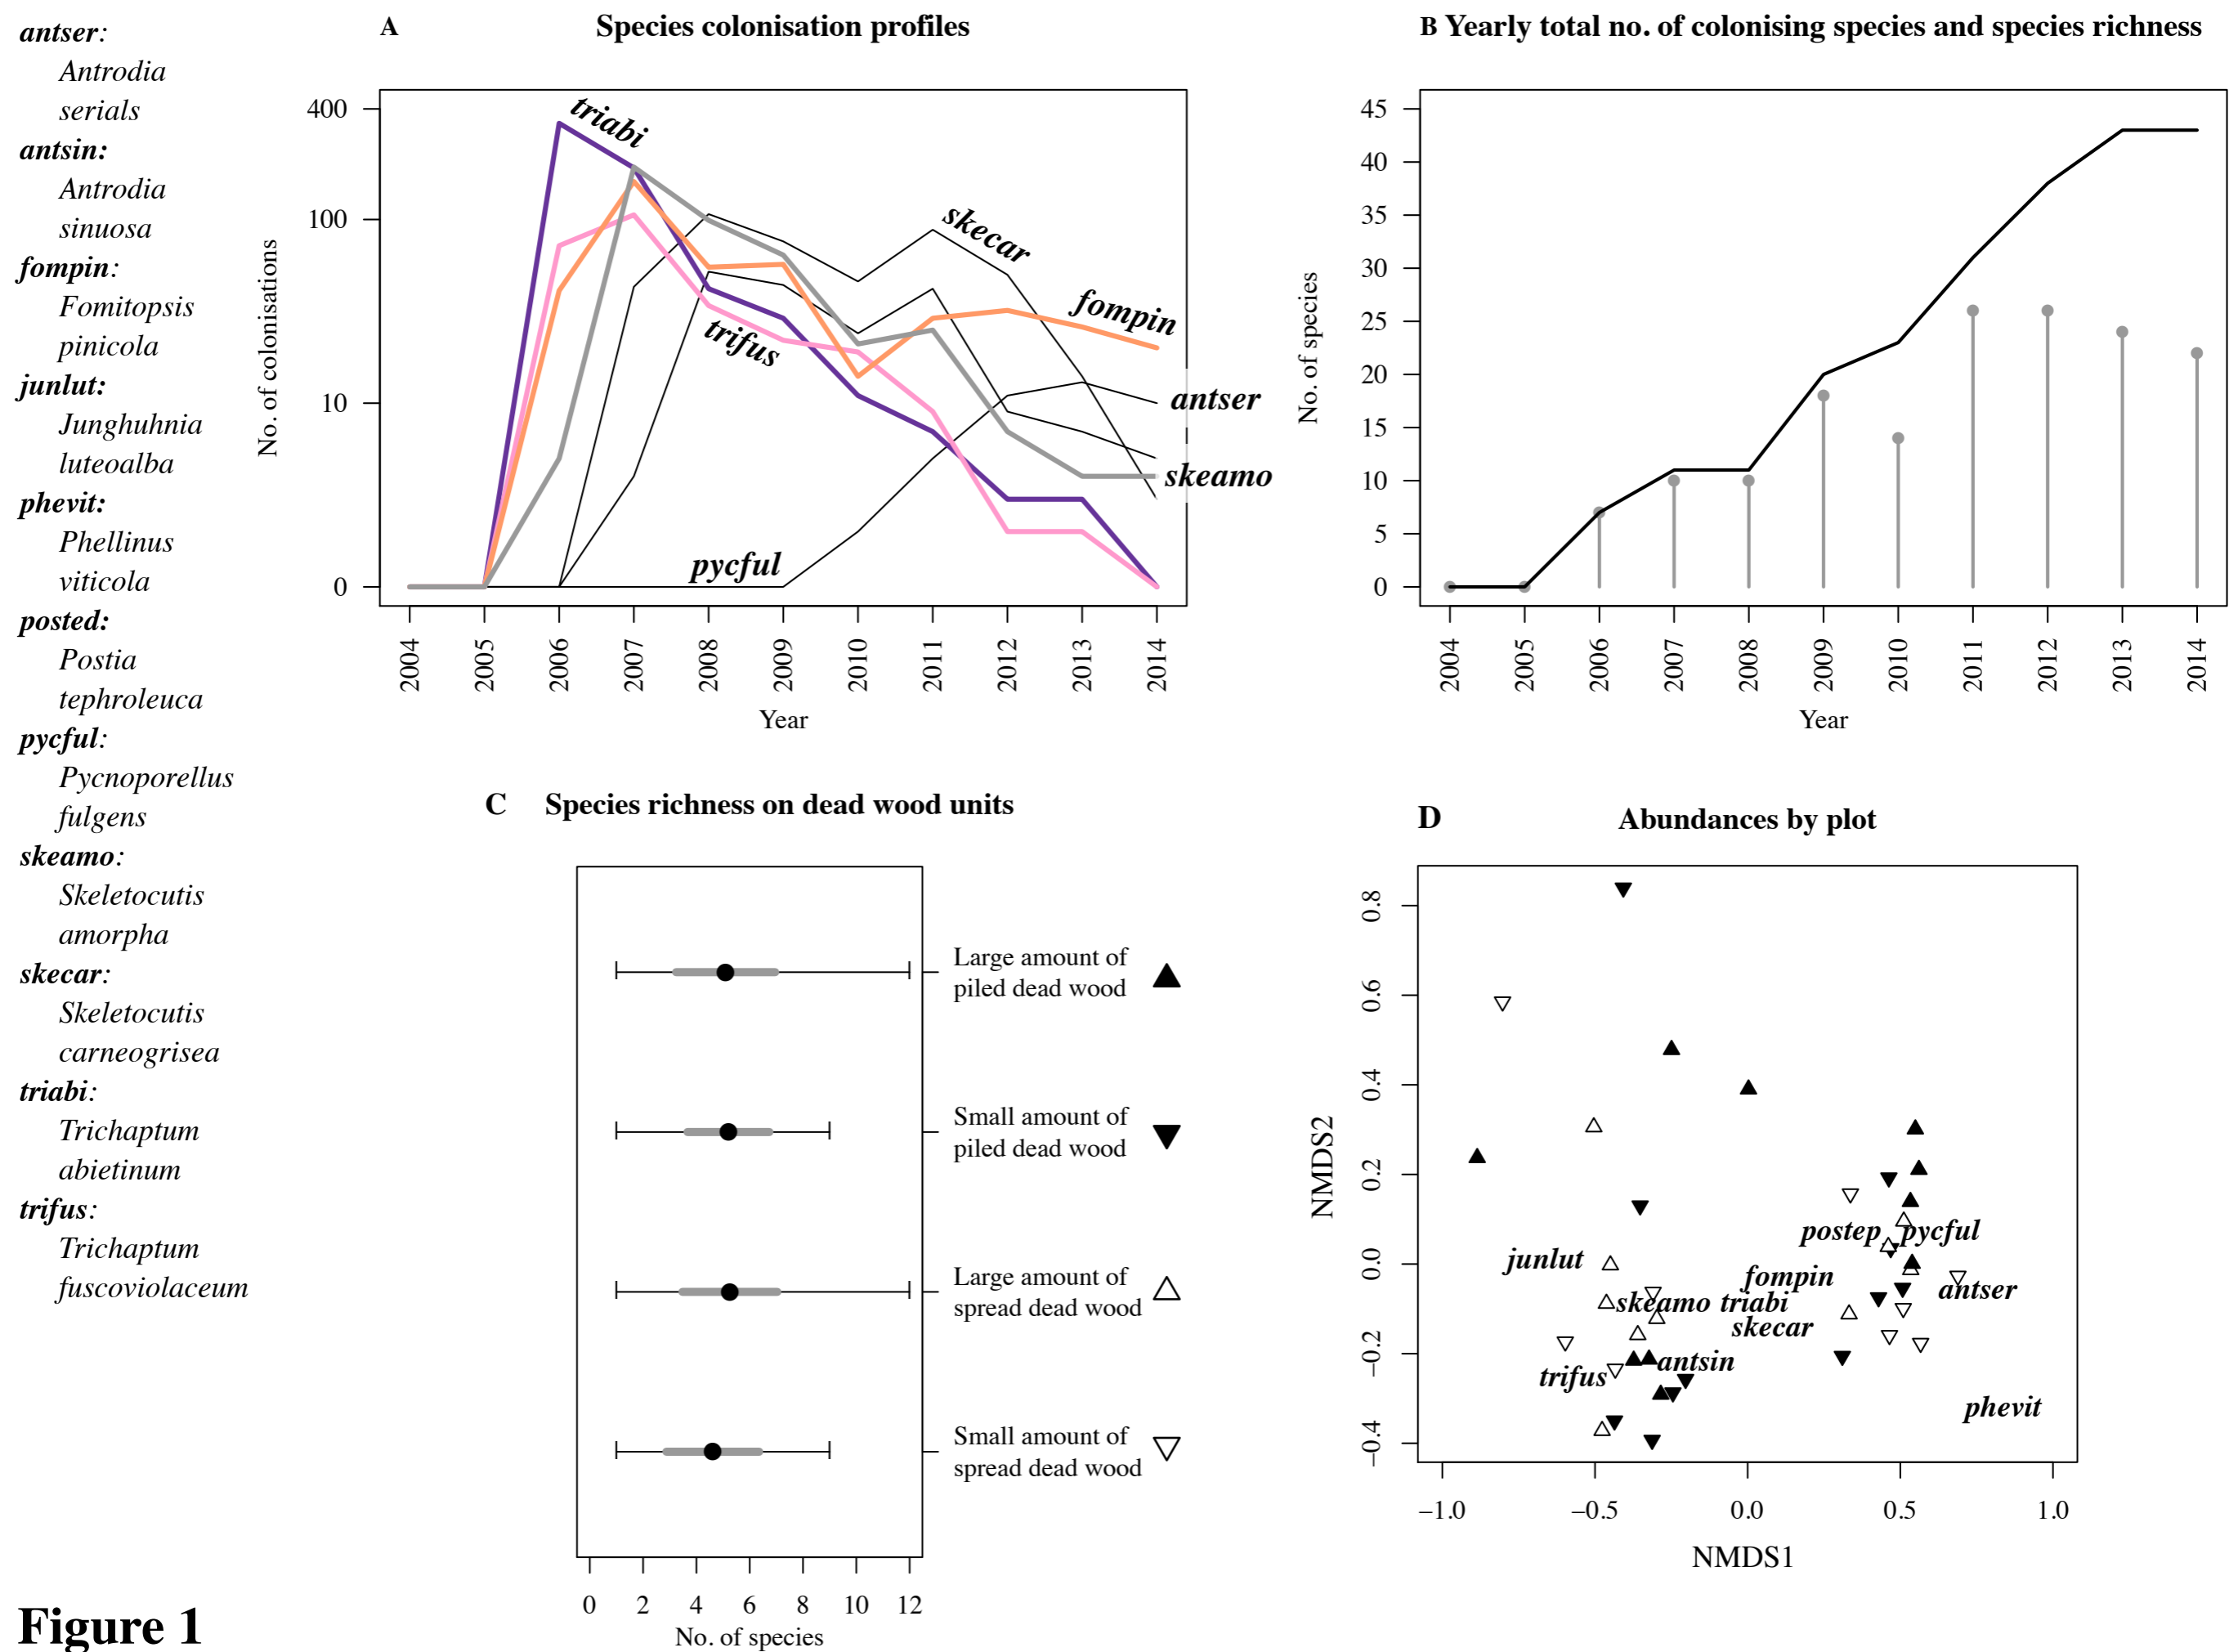 antser:
Antrodia
serials
antsin:
Antrodia
sinuosa
fompin:
Fomitopsis
pinicola
junlut:
Junghuhnia
luteoalba
phevit:
Phellinus
viticola
posted:
Postia
tephroleuca
pycful:
Pycnoporellus
fulgens
skeamo:
Skeletocutis
amorpha
skecar:
Skeletocutis
carneogrisea
triabi:
Trichaptum
abietinum
trifus:
Trichaptum
fuscoviolaceum
A Species colonisation profiles
No. of colonisations
400
100
10
0
triabi
skecar
fompin
trifus
antser
skeamo
pycful
2004 2005 2006 2007 2008 2009 2010 2011 2012 2013 2014
Year
B Yearly total no. of colonising species and species richness
No. of species
45
40
35
30
25
20
15
10
5
0
2004 2005 2006 2007 2008 2009 2010 2011 2012 2013 2014
Year
C Species richness on dead wood units
Large amount of
piled dead wood
Small amount of
piled dead wood
Large amount of
spread dead wood
Small amount of
spread dead wood
0 2 4 6 8 10 12
No. of species
D Abundances by plot
NMDS2
0.8
0.6
0.4
0.2
0.0
−0.2
−0.4
postep pycful
junlut
fompin
antser
skeamo triabi
skecar
antsin
trifus
phevit
−1.0 −0.5 0.0 0.5 1.0
NMDS1
Figure 1